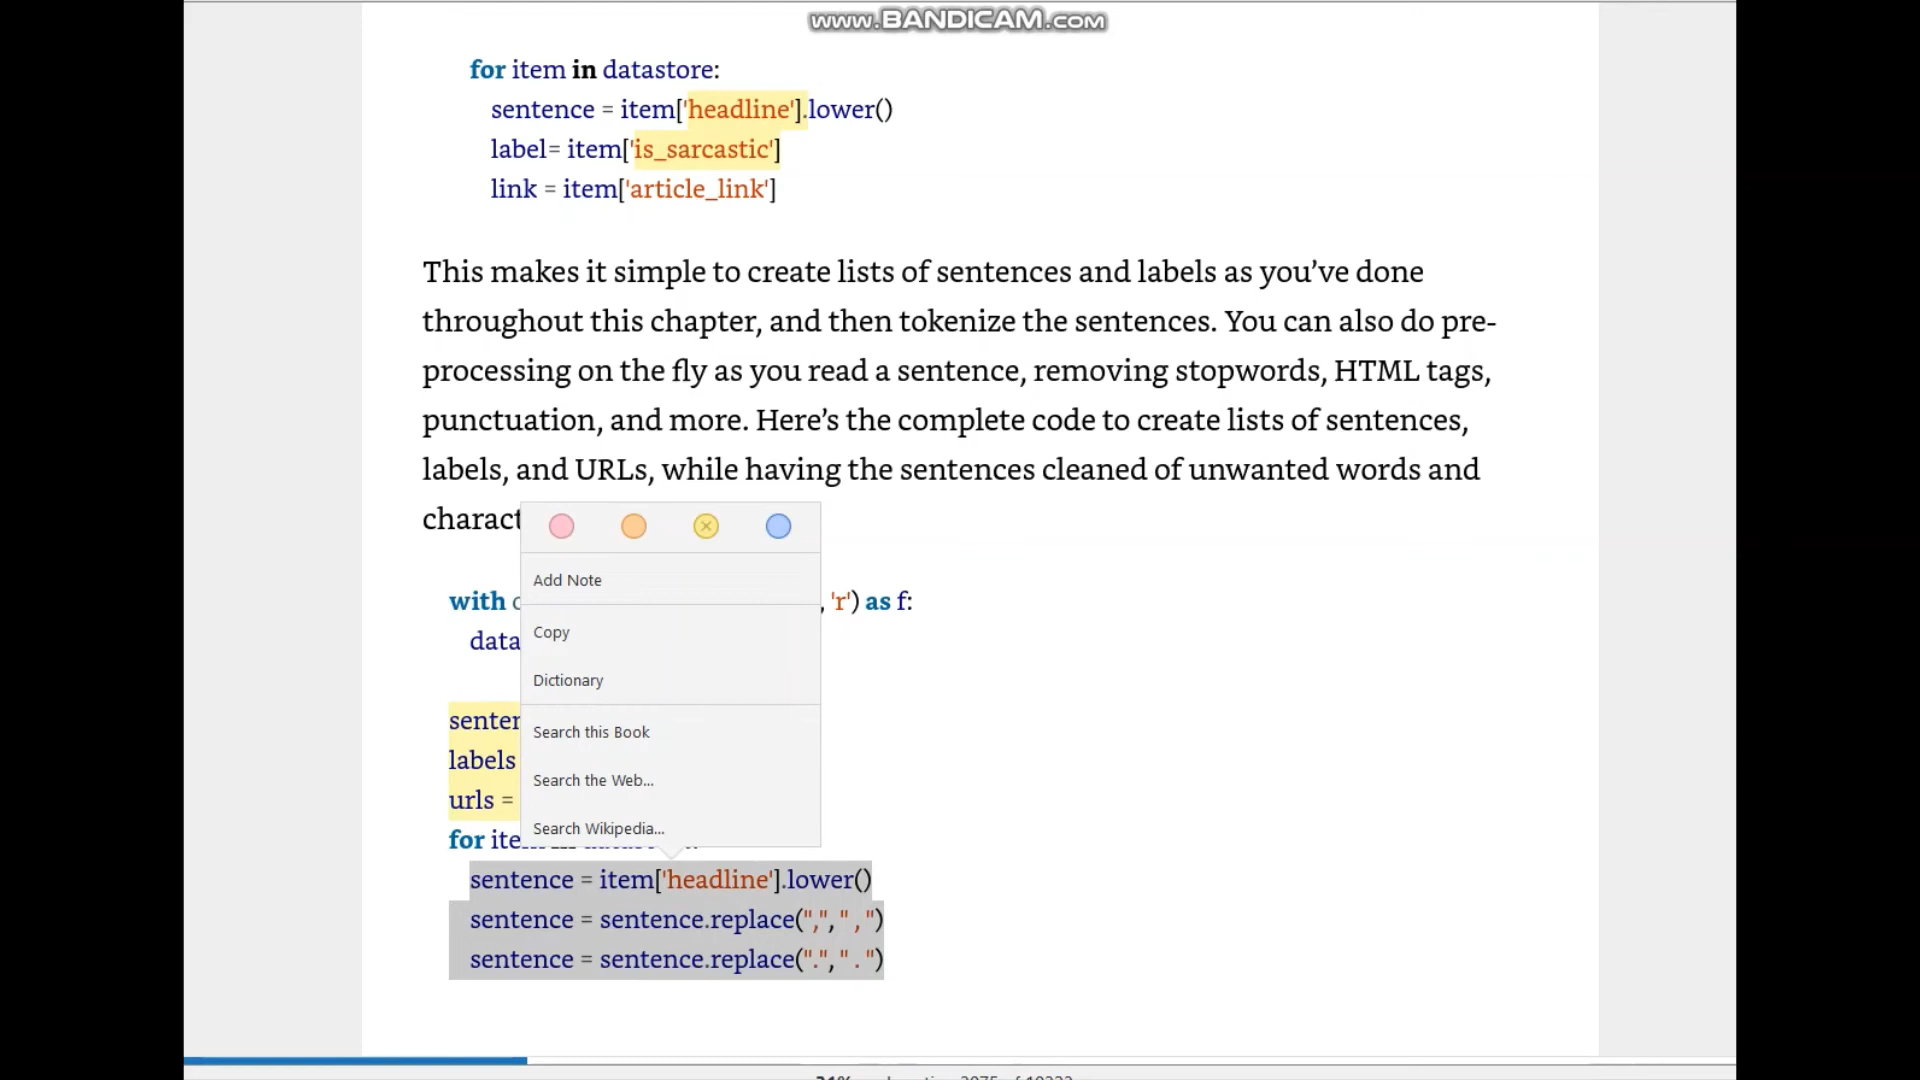 www.BANDICAM.com
for item in datastore:
sentence = item['headline'].lower()
label= item['is_sarcastic']
link = item['article_link']
This makes it simple to create lists of sentences and labels as you’ve done
throughout this chapter, and then tokenize the sentences. You can also do pre-
processing on the fly as you read a sentence, removing stopwords, HTML tags,
punctuation, and more. Here’s the complete code to create lists of sentences,
labels, and URLs, while having the sentences cleaned of unwanted words and
charact
Add Note
with , 'r') as f:
Copy
data
Dictionary
senten
Search this Book
labels
Search the Web...
urls =
Search Wikipedia...
for item in
sentence = item['headline'].lower()
sentence = sentence.replace(",", " , ")
sentence = sentence.replace(".", " . ")